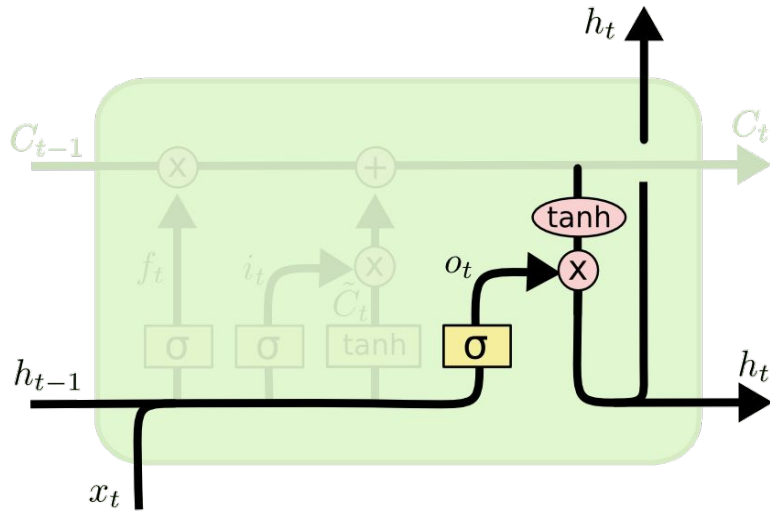 h_t
C_{t-1}
C_t
x
+
tanh
f_t
i_t
x
o_t
x
C̃_t
σ
σ
tanh
σ
h_{t-1}
h_t
x_t